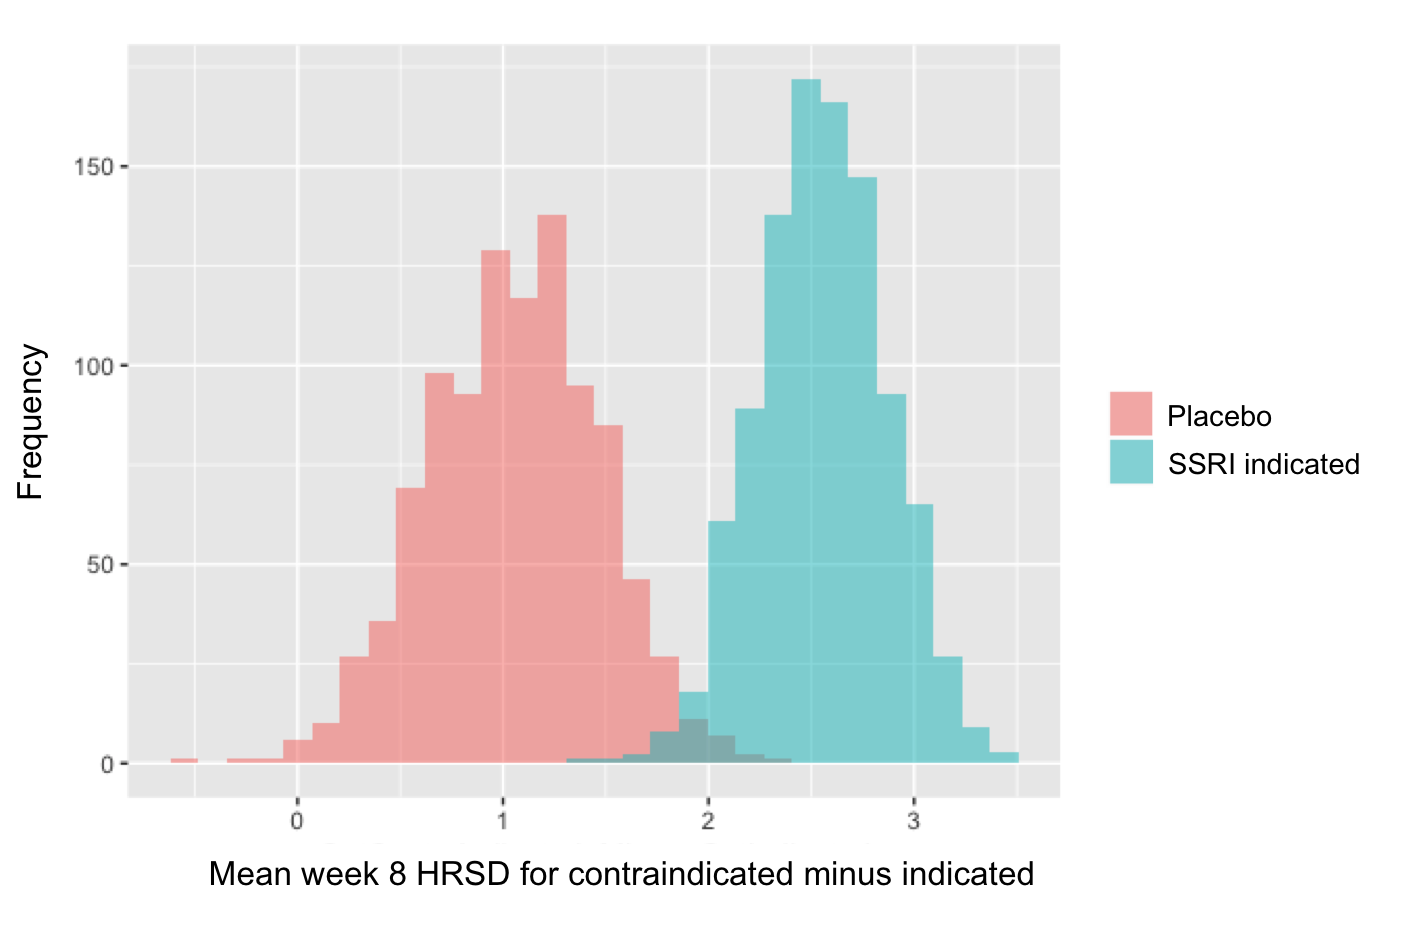 150
100
50
0
Frequency
0 1 2 3
Mean week 8 HRSD for contraindicated minus indicated
Placebo
SSRI indicated